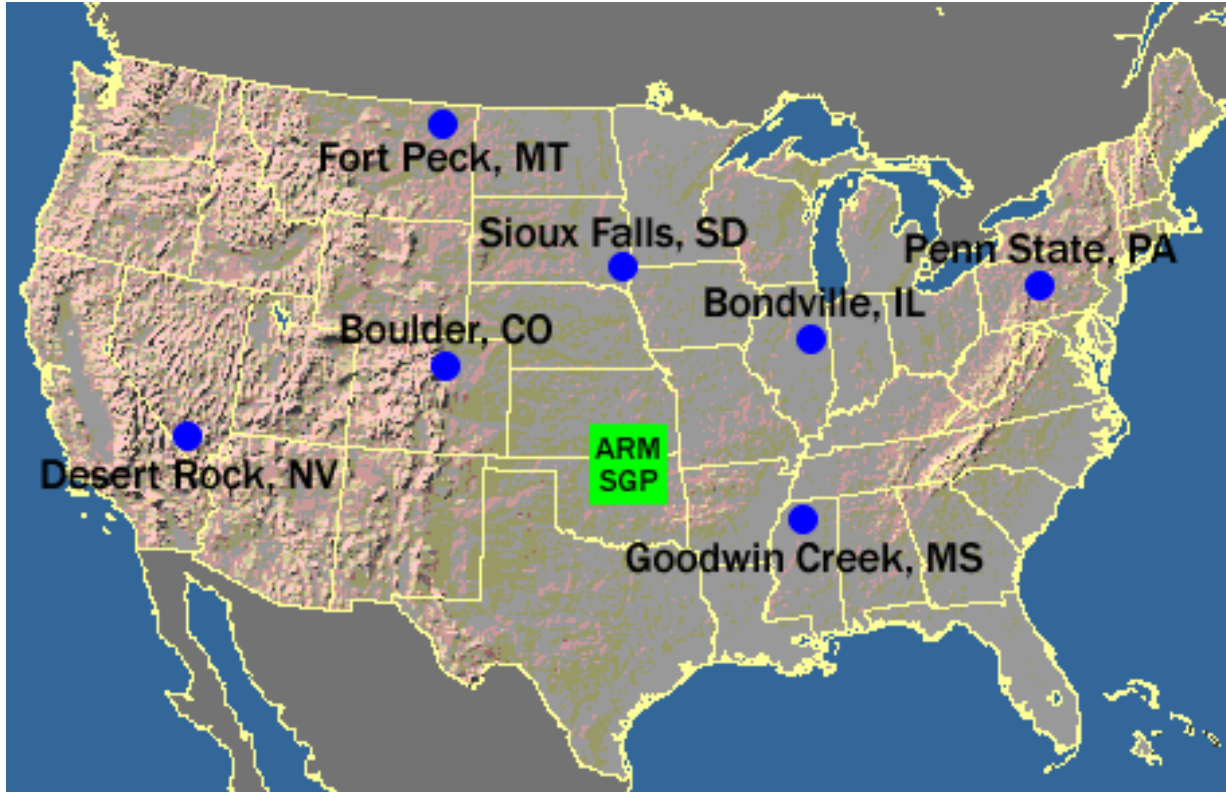 Fort Peck, MT
Sioux Falls, SD
Penn State, PA
Bondville, IL
Boulder, CO
ARM
SGP
Desert Rock, NV
Goodwin Creek, MS